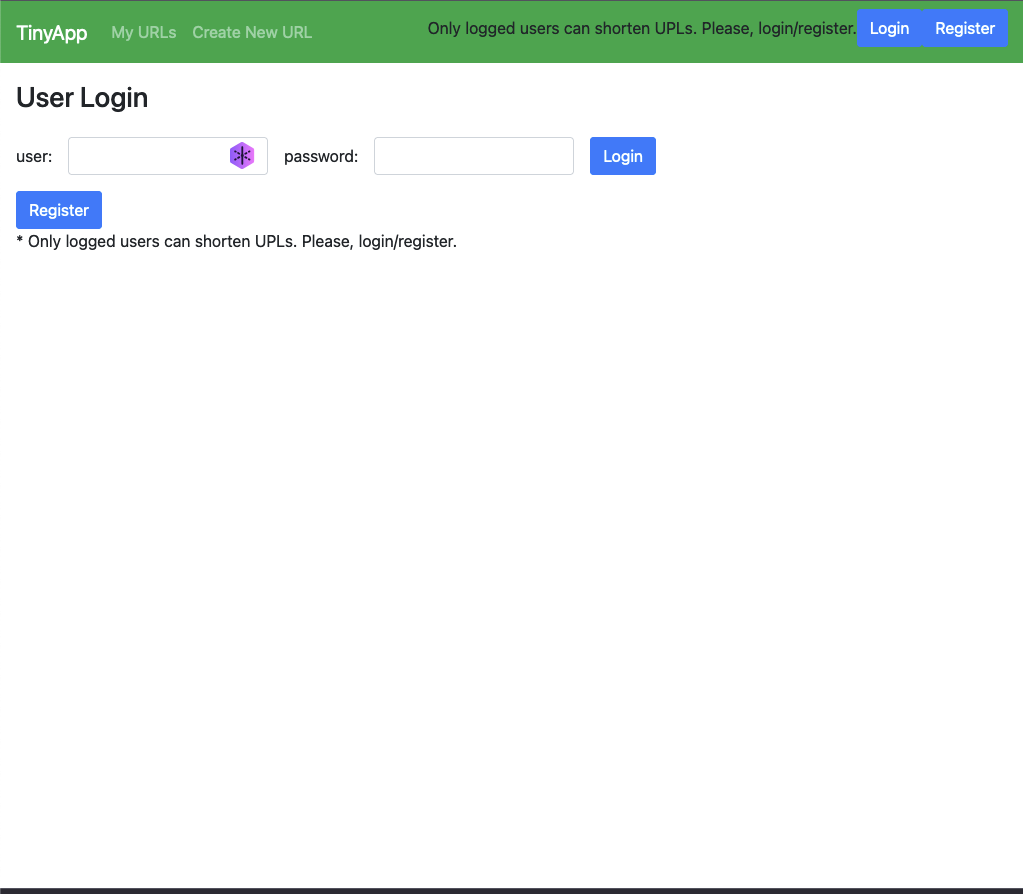 TinyApp My URLs Create New URL Only logged users can shorten UPLs. Please, login/register. Login Register
User Login
user: password: Login
Register
* Only logged users can shorten UPLs. Please, login/register.